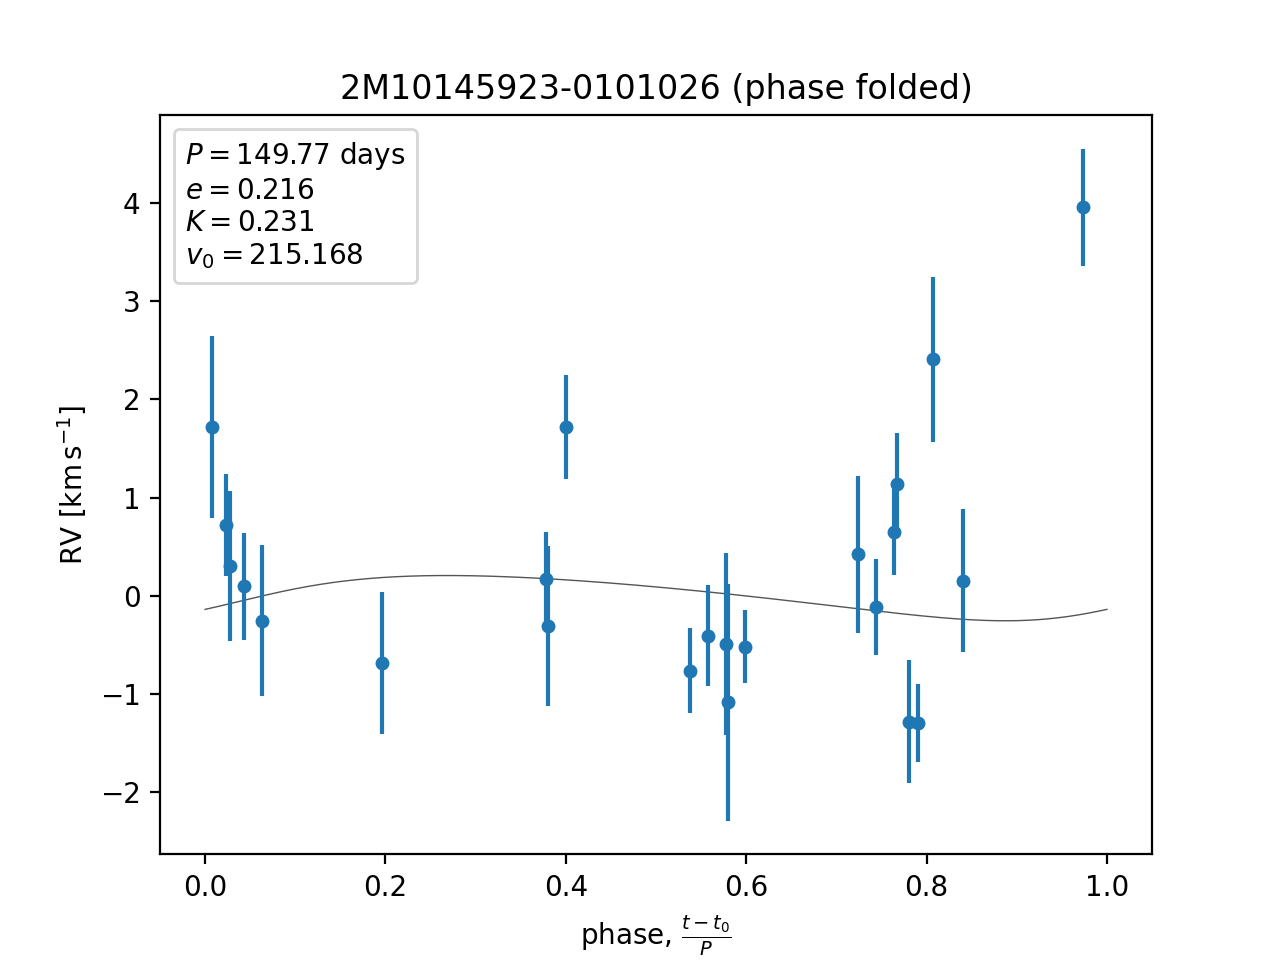 2M10145923-0101026 (phase folded)
P = 149.77 days
e = 0.216
K = 0.231
v₀ = 215.168
4
3
2
1
0
−1
−2
RV [km s⁻¹]
0.0 0.2 0.4 0.6 0.8 1.0
phase, (t − t₀)/P